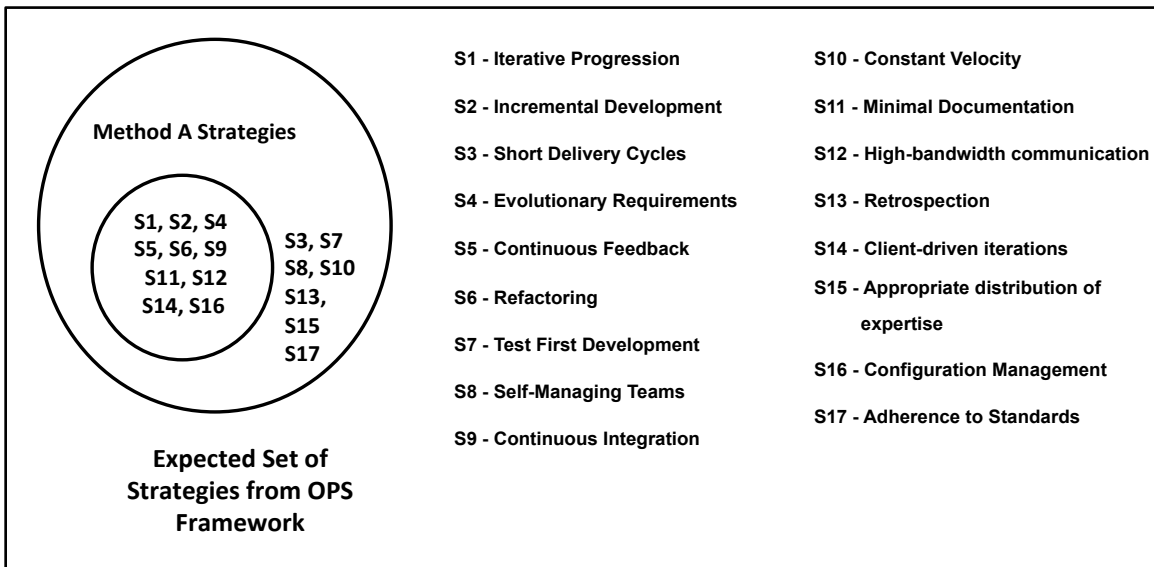 Method A Strategies
S1, S2, S4
S5, S6, S9
S11, S12
S14, S16
S3, S7
S8, S10
S13,
S15
S17
Expected Set of
Strategies from OPS
Framework
S1 - Iterative Progression
S2 - Incremental Development
S3 - Short Delivery Cycles
S4 - Evolutionary Requirements
S5 - Continuous Feedback
S6 - Refactoring
S7 - Test First Development
S8 - Self-Managing Teams
S9 - Continuous Integration
S10 - Constant Velocity
S11 - Minimal Documentation
S12 - High-bandwidth communication
S13 - Retrospection
S14 - Client-driven iterations
S15 - Appropriate distribution of
expertise
S16 - Configuration Management
S17 - Adherence to Standards